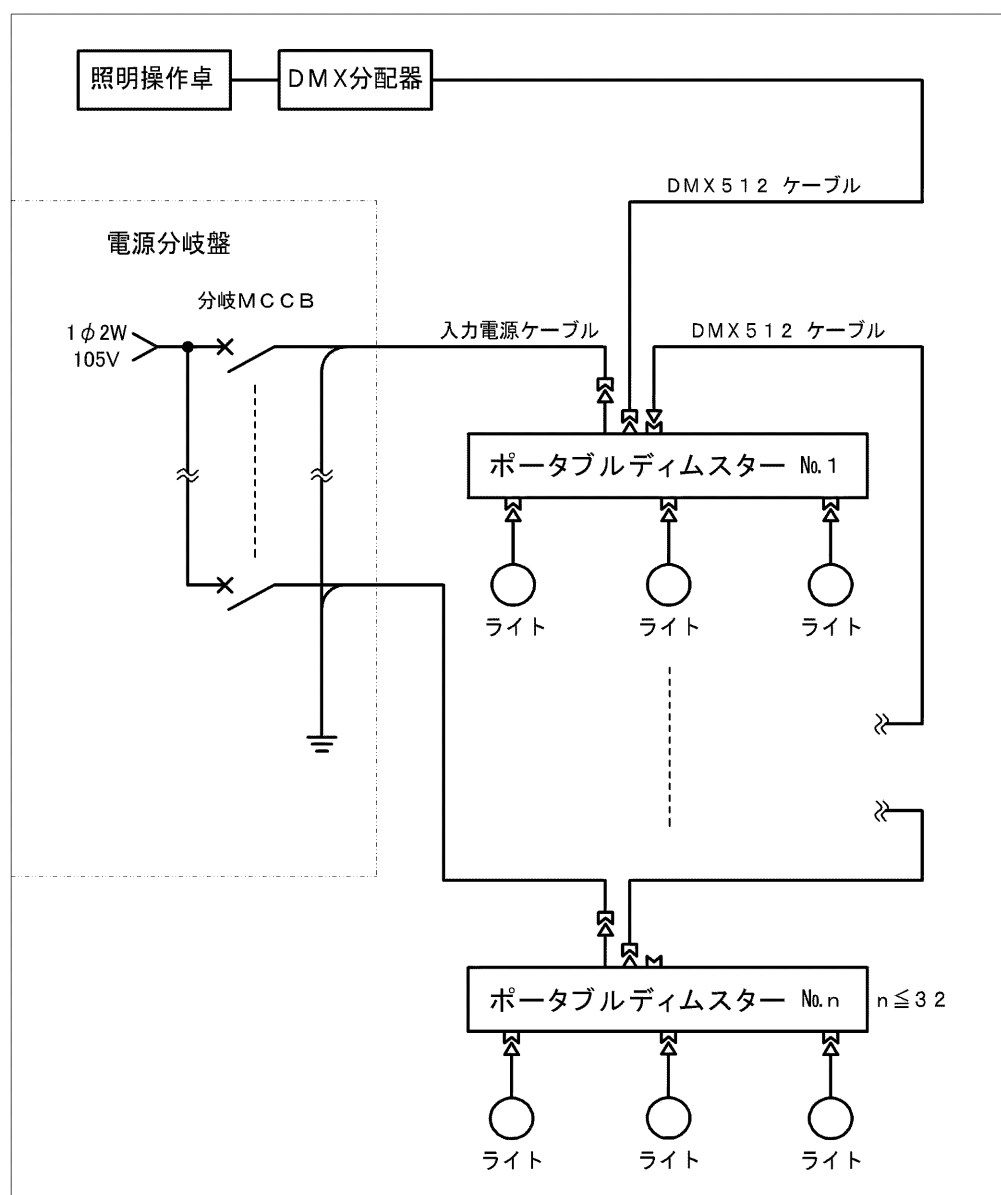 照明操作卓
DMX分配器
DMX512 ケーブル
電源分岐盤
分岐MCCB
1φ2W
105V
入力電源ケーブル
DMX512 ケーブル
ポータブルディムスター №1
ライト
ライト
ライト
ポータブルディムスター №n
n≦32
ライト
ライト
ライト